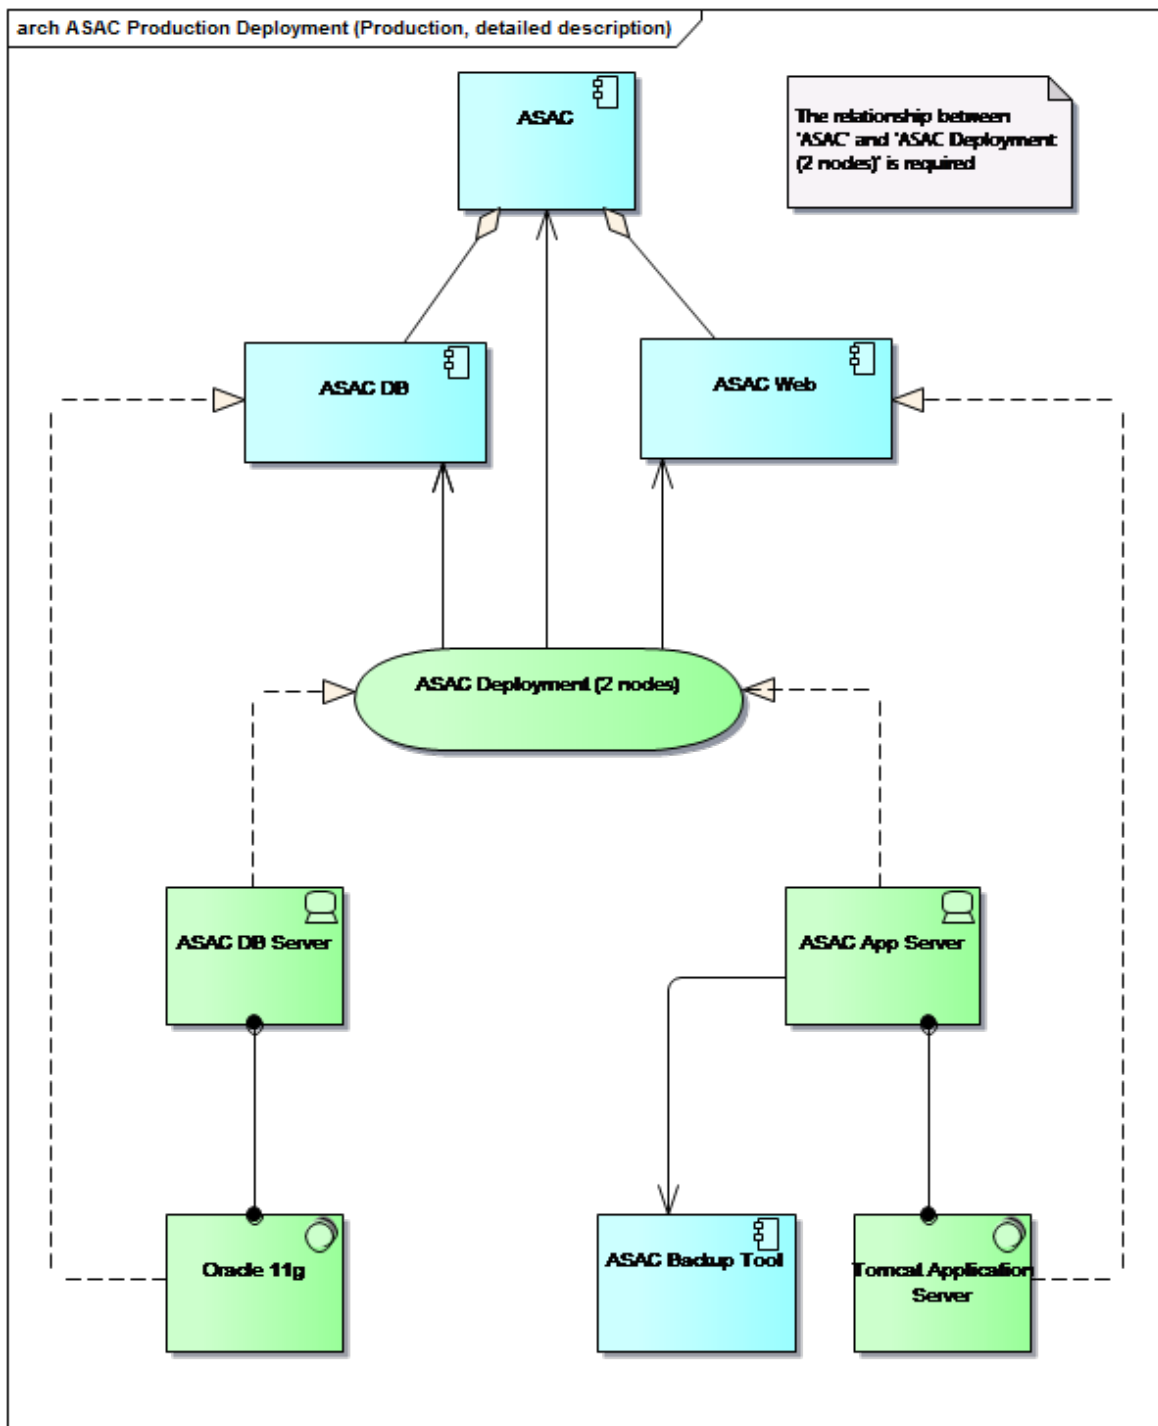 arch ASAC Production Deployment (Production, detailed description)
ASAC
The relationship between
'ASAC' and 'ASAC Deployment
(2 nodes)' is required
ASAC DB
ASAC Web
ASAC Deployment (2 nodes)
ASAC DB Server
ASAC App Server
Oracle 11g
ASAC Backup Tool
Tomcat Application
Server